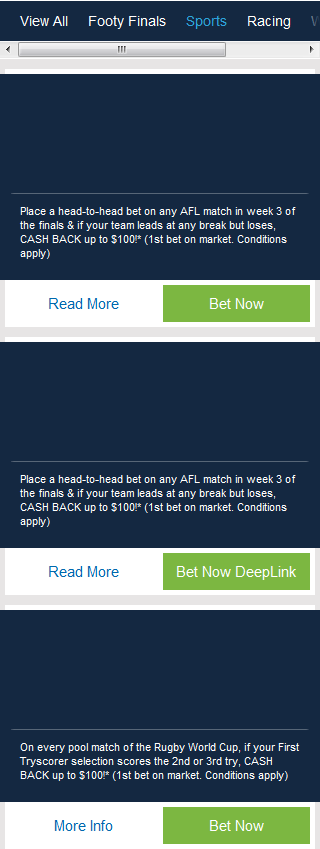 View All Footy Finals Sports Racing
Place a head-to-head bet on any AFL match in week 3 of
the finals & if your team leads at any break but loses,
CASH BACK up to $100!* (1st bet on market. Conditions
apply)
Read More Bet Now
Place a head-to-head bet on any AFL match in week 3 of
the finals & if your team leads at any break but loses,
CASH BACK up to $100!* (1st bet on market. Conditions
apply)
Read More Bet Now DeepLink
On every pool match of the Rugby World Cup, if your First
Tryscorer selection scores the 2nd or 3rd try, CASH
BACK up to $100!* (1st bet on market. Conditions apply)
More Info Bet Now